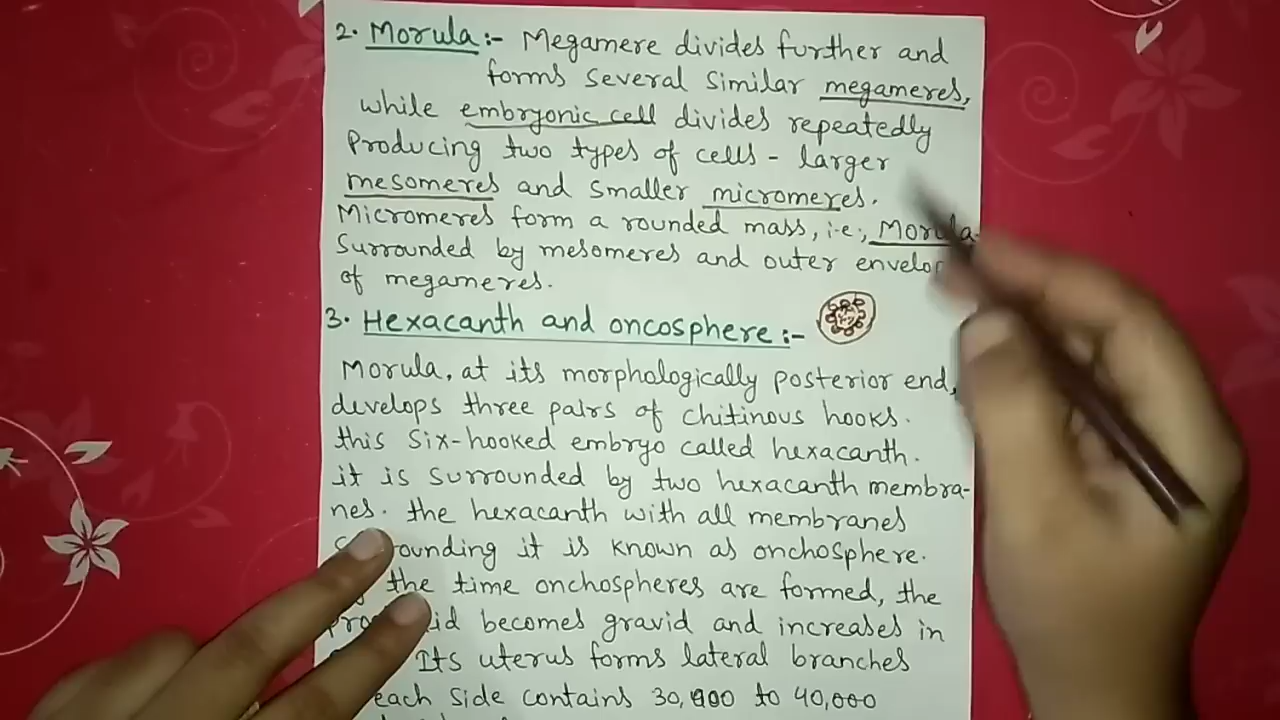 2. Morula:- Megamere divides further and
forms several similar megameres,
while embryonic cell divides repeatedly
Producing two types of cells - larger
mesomeres and smaller micromeres.
Micromeres form a rounded mass, i.e., Morula.
Surrounded by mesomeres and outer
of megameres.
3. Hexacanth and oncosphere:-
Morula, at its morphologically posterior end,
develops three pairs of chitinous hooks.
this six-hooked embryo called hexacanth.
it is surrounded by two hexacanth membra-
nes. the hexacanth with all membranes
it is known as onchosphere.
the time onchospheres are formed, the
becomes gravid and increases in
Its uterus forms lateral branches
each side contains 30,000 to 40,000